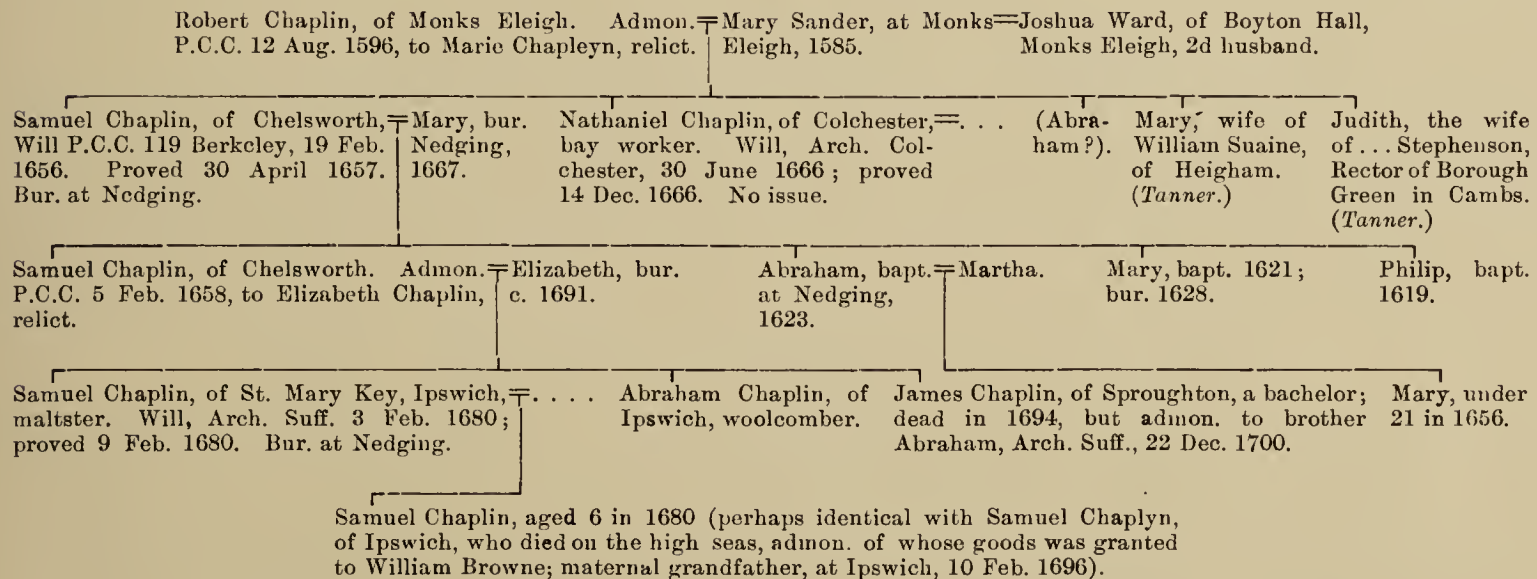 Robert Chaplin, of Monks Eleigh. Admon.
P.C.C. 12 Aug. 1596, to Marie Chapleyn, relict.
Mary Sander, at Monks
Eleigh, 1585.
Joshua Ward, of Boyton Hall,
Monks Eleigh, 2d husband.
Samuel Chaplin, of Chelsworth,
Will P.C.C. 119 Berkeley, 19 Feb.
1656. Proved 30 April 1657.
Bur. at Nedging.
Mary, bur.
Nedging,
1667.
Nathaniel Chaplin, of Colchester,
bay worker. Will, Arch. Col-
chester, 30 June 1666; proved
14 Dec. 1666. No issue.
. . .
(Abra-
ham?).
Mary, wife of
William Suaine,
of Heigham.
(Tanner.)
Judith, the wife
of... Stephenson,
Rector of Borough
Green in Cambs.
(Tanner.)
Samuel Chaplin, of Chelsworth. Admon.
P.C.C. 5 Feb. 1658, to Elizabeth Chaplin,
relict.
Elizabeth, bur.
c. 1691.
Abraham, bapt.
at Nedging,
1623.
Martha.
Mary, bapt. 1621;
bur. 1628.
Philip, bapt.
1619.
Samuel Chaplin, of St. Mary Key, Ipswich,
maltster. Will, Arch. Suff. 3 Feb. 1680;
proved 9 Feb. 1680. Bur. at Nedging.
. . . .
Abraham Chaplin, of
Ipswich, woolcomber.
James Chaplin, of Sproughton, a bachelor;
dead in 1694, but admon. to brother
Abraham, Arch. Suff., 22 Dec. 1700.
Mary, under
21 in 1656.
Samuel Chaplin, aged 6 in 1680 (perhaps identical with Samuel Chaplyn,
of Ipswich, who died on the high seas, admon. of whose goods was granted
to William Browne; maternal grandfather, at Ipswich, 10 Feb. 1696).